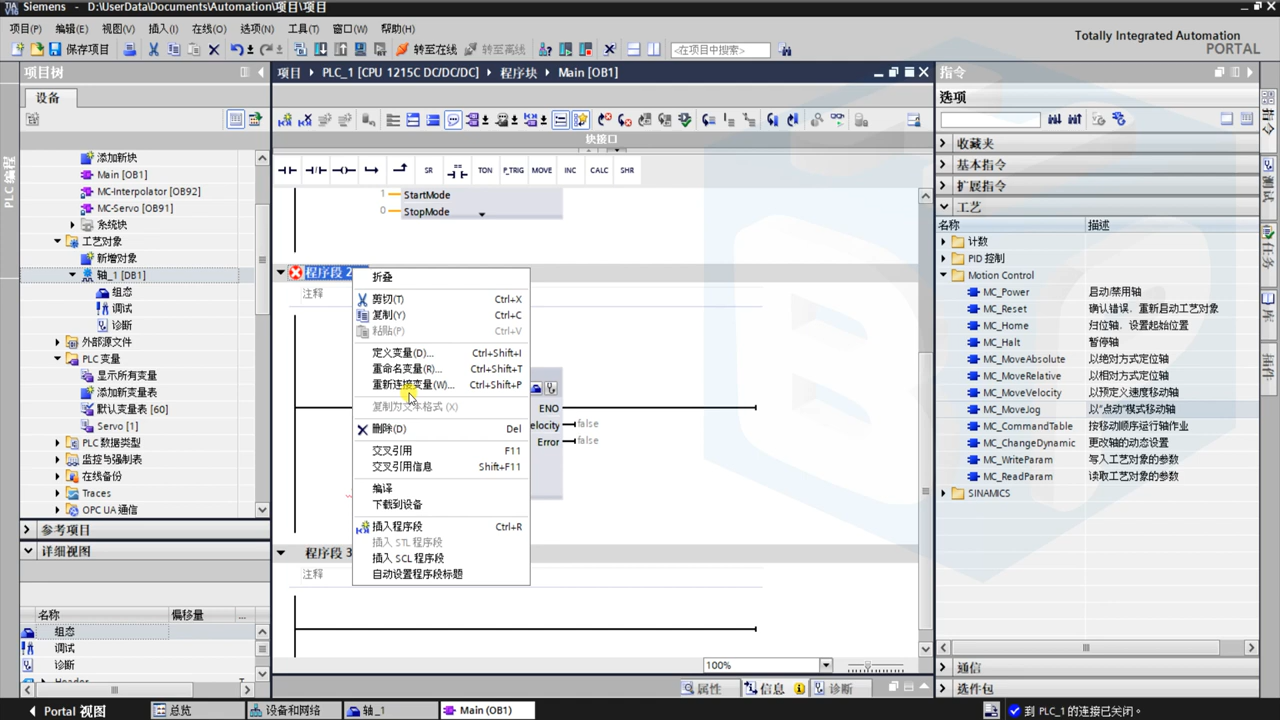 Siemens - D:\UserData\Documents\Automation\项目\项目
项目(P) 编辑(E) 视图(V) 插入(I) 在线(O) 选项(N) 工具(T) 窗口(W) 帮助(H)
Totally Integrated Automation
PORTAL
保存项目 转至在线 转至离线 <在项目中搜索>
项目树
设备
PLC 编程
添加新块
Main [OB1]
MC-Interpolator [OB92]
MC-Servo [OB91]
系统块
工艺对象
新增对象
轴_1 [DB1]
组态
调试
诊断
外部源文件
PLC 变量
显示所有变量
添加新变量表
默认变量表 [60]
Servo [1]
PLC 数据类型
监控与强制表
在线备份
Traces
OPC UA 通信
参考项目
详细视图
名称 偏移量 ...
组态
调试
诊断
项目 PLC_1 [CPU 1215C DC/DC/DC] 程序块 Main [OB1]
块接口
SR TON P_TRIG MOVE INC CALC SHR
1 StartMode
0 StopMode
程序段 2
注释
ENO
elocity false
Error false
程序段 3
注释
折叠
剪切(T) Ctrl+X
复制(Y) Ctrl+C
粘贴(P) Ctrl+V
定义变量(D)... Ctrl+Shift+I
重命名变量(R)... Ctrl+Shift+T
重新连接变量(W)... Ctrl+Shift+P
复制为文本格式 (X)
删除(D) Del
交叉引用 F11
交叉引用信息 Shift+F11
编译
下载到设备
插入程序段 Ctrl+R
插入 STL 程序段
插入 SCL 程序段
自动设置程序段标题
100%
属性 信息 诊断
指令
选项
收藏夹
基本指令
扩展指令
工艺
名称 描述
计数
PID 控制
Motion Control
MC_Power 启动/禁用轴
MC_Reset 确认错误，重新启动工艺对象
MC_Home 归位轴，设置起始位置
MC_Halt 暂停轴
MC_MoveAbsolute 以绝对方式定位轴
MC_MoveRelative 以相对方式定位轴
MC_MoveVelocity 以预定义速度移动轴
MC_MoveJog 以“点动”模式移动轴
MC_CommandTable 按移动顺序运行轴作业
MC_ChangeDynamic 更改轴的动态设置
MC_WriteParam 写入工艺对象的参数
MC_ReadParam 读取工艺对象的参数
SINAMICS
通信
选件包
指令
测试
任务
库
Portal 视图 总览 设备和网络 轴_1 Main (OB1) 到 PLC_1 的连接已关闭。